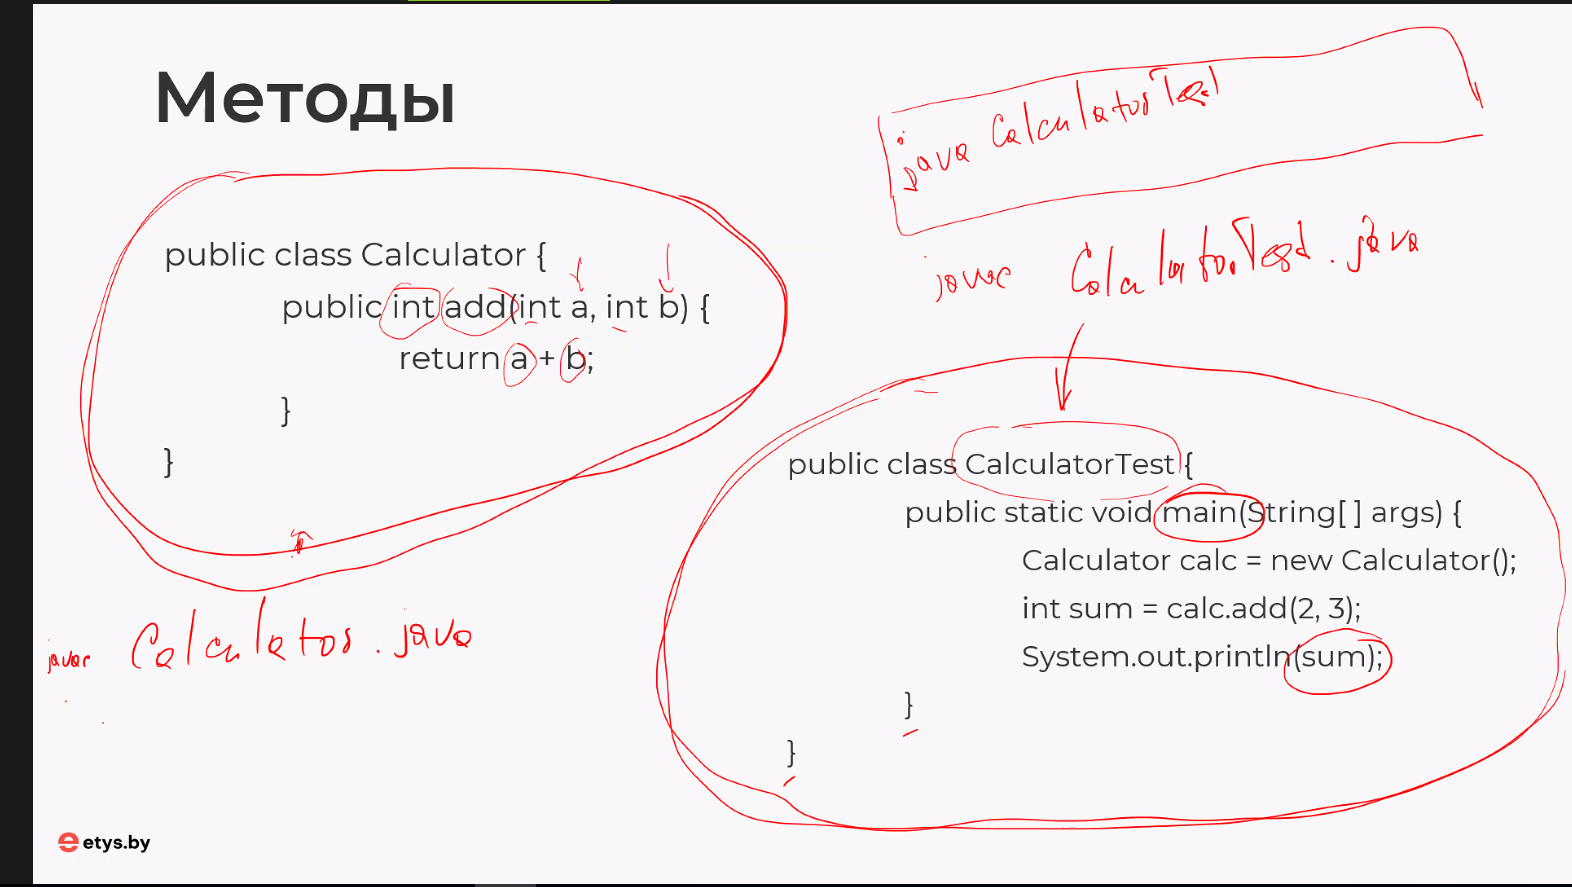 Методы
java CalculatorTest
public class Calculator {
public int add(int a, int b) {
return a + b;
}
}
javac CalculatorTest.java
public class CalculatorTest {
public static void main(String[ ] args) {
Calculator calc = new Calculator();
int sum = calc.add(2, 3);
System.out.println(sum);
}
}
javac Calculator.java
etys.by